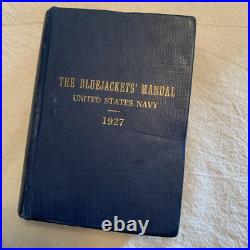 THE BLUEJACKETS' MANUAL
UNITED STATES NAVY
1927